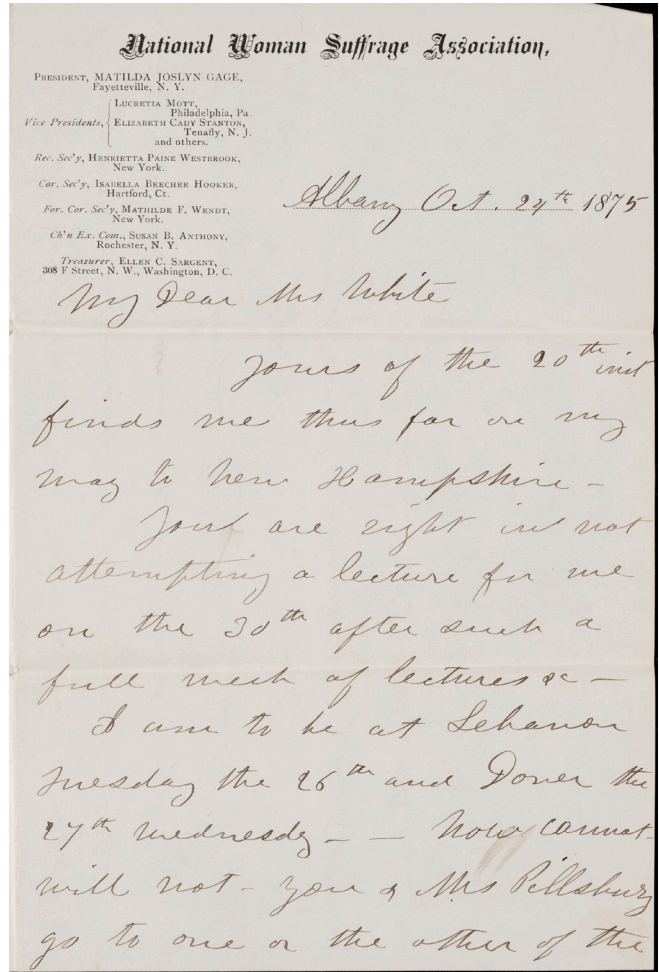 National Woman Suffrage Association,
PRESIDENT, MATILDA JOSLYN GAGE,
Fayetteville, N. Y.
Vice Presidents, LUCRETIA MOTT,
Philadelphia, Pa.
ELIZABETH CADY STANTON,
Tenafly, N. J.
and others.
Rec. Sec'y, HENRIETTA PAINE WESTBROOK,
New York.
Cor. Sec'y, ISABELLA BEECHER HOOKER,
Hartford, Ct.
For. Cor. Sec'y, MATHILDE F. WENDT,
New York.
Ch'n Ex. Com., SUSAN B. ANTHONY,
Rochester, N. Y.
Treasurer, ELLEN C. SARGENT,
308 F Street, N. W., Washington, D. C.
Albany Oct. 24th 1875
My Dear Mrs White
Yours of the 20th inst
finds me thus far on my
way to New Hampshire -
You are right in not
attempting a lecture for me
on the 30th after such a
full week of lectures &c -
I am to be at Lebanon
Tuesday the 26th and Dover the
27th Wednesdy - - Now cannot -
will not - you & Mrs Pillsbury
go to one or the other of the